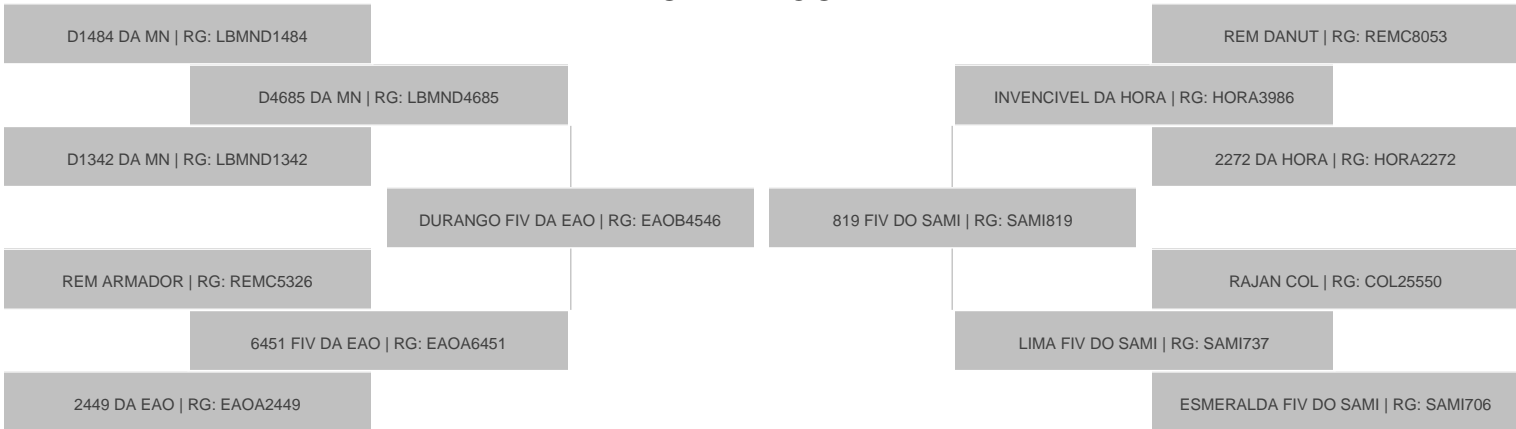 D1484 DA MN | RG: LBMND1484
REM DANUT | RG: REMC8053
D4685 DA MN | RG: LBMND4685
INVENCIVEL DA HORA | RG: HORA3986
D1342 DA MN | RG: LBMND1342
2272 DA HORA | RG: HORA2272
DURANGO FIV DA EAO | RG: EAOB4546
819 FIV DO SAMI | RG: SAMI819
REM ARMADOR | RG: REMC5326
RAJAN COL | RG: COL25550
6451 FIV DA EAO | RG: EAOA6451
LIMA FIV DO SAMI | RG: SAMI737
2449 DA EAO | RG: EAOA2449
ESMERALDA FIV DO SAMI | RG: SAMI706